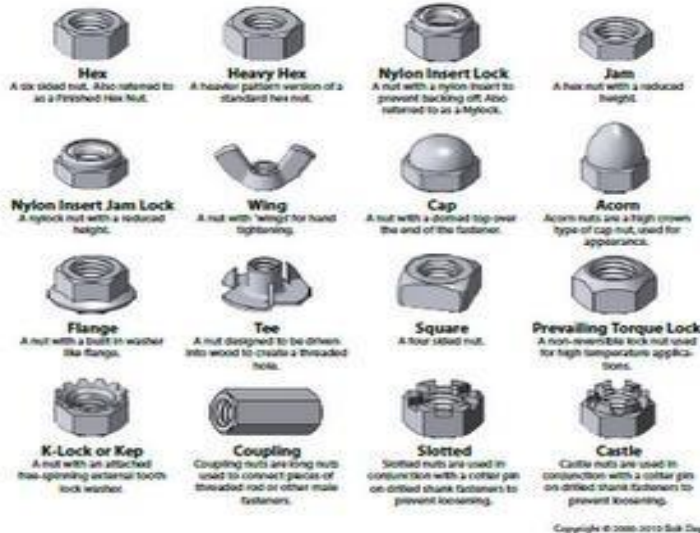 Hex
A six sided nut. Also referred to
as a Finished Hex Nut.
Heavy Hex
A heavier pattern version of a
standard hex nut.
Nylon Insert Lock
A nut with a nylon insert to
prevent backing off. Also
referred to as a Nylock.
Jam
A hex nut with a reduced
height.
Nylon Insert Jam Lock
A nylock nut with a reduced
height.
Wing
A nut with 'wings' for hand
tightening.
Cap
A nut with a domed top over
the end of the fastener.
Acorn
Acorn nuts are a high crown
type of cap nut, used for
appearance.
Flange
A nut with a built in washer
like flange.
Tee
A nut designed to be driven
into wood to create a threaded
hole.
Square
A four sided nut.
Prevailing Torque Lock
A non-reversible lock nut used
for high temperature applica-
tions.
K-Lock or Kep
A nut with an attached
free-spinning external tooth
lock washer.
Coupling
Coupling nuts are long nuts
used to connect pieces of
threaded rod or other male
fasteners.
Slotted
Slotted nuts are used in
conjunction with a cotter pin
on drilled shank fasteners to
prevent loosening.
Castle
Castle nuts are used in
conjunction with a cotter pin
on drilled shank fasteners to
prevent loosening.
Copyright © 2000-2010 Bolt